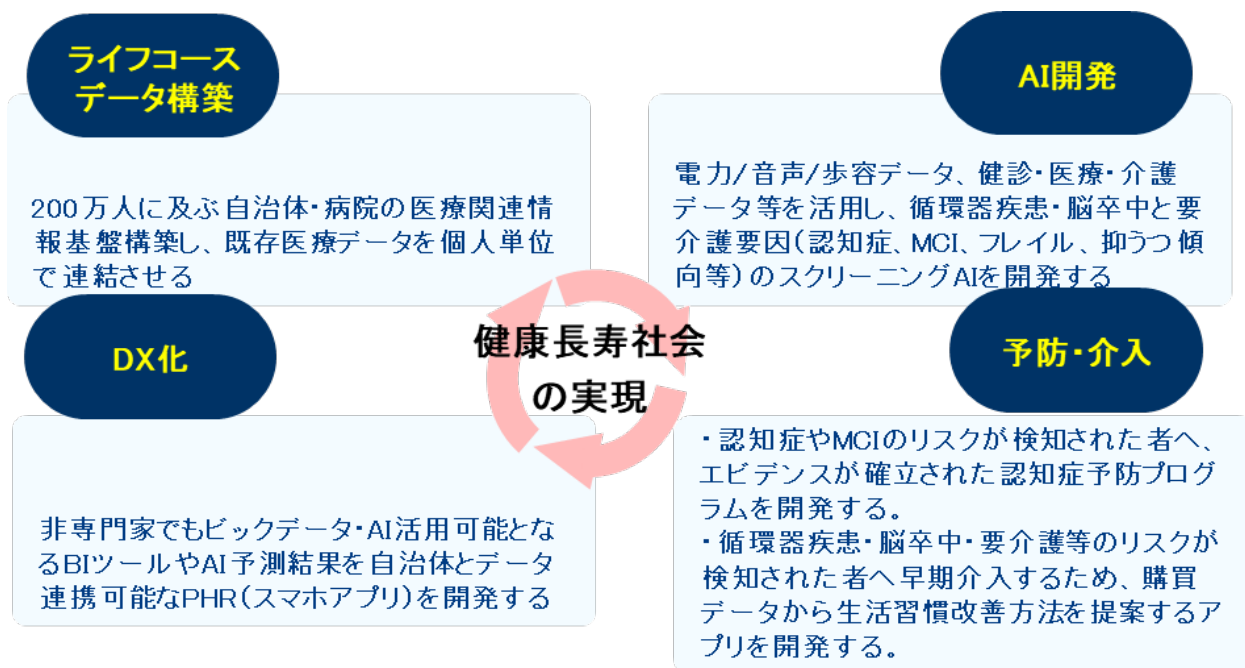 ライフコース
データ構築
200万人に及ぶ自治体・病院の医療関連情
報基盤構築し、既存医療データを個人単位
で連結させる
AI開発
電力/音声/歩容データ、健診・医療・介護
データ等を活用し、循環器疾患・脳卒中と要
介護要因（認知症、MCI、フレイル、抑うつ傾
向等）のスクリーニングAIを開発する
健康長寿社会
の実現
DX化
非専門家でもビックデータ・AI活用可能とな
るBIツールやAI予測結果を自治体とデータ
連携可能なPHR（スマホアプリ）を開発する
予防・介入
・認知症やMCIのリスクが検知された者へ、
エビデンスが確立された認知症予防プログ
ラムを開発する。
・循環器疾患・脳卒中・要介護等のリスクが
検知された者へ早期介入するため、購買
データから生活習慣改善方法を提案するア
プリを開発する。